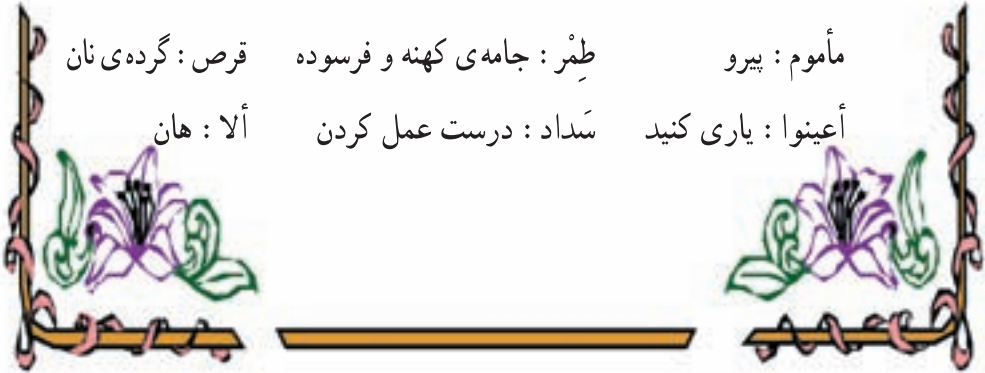 مأموم : پیرو طِمْر : جامه‌ی کهنه و فرسوده قرص : گرده‌ی نان
أعینوا : یاری کنید سَداد : درست عمل کردن ألا : هان